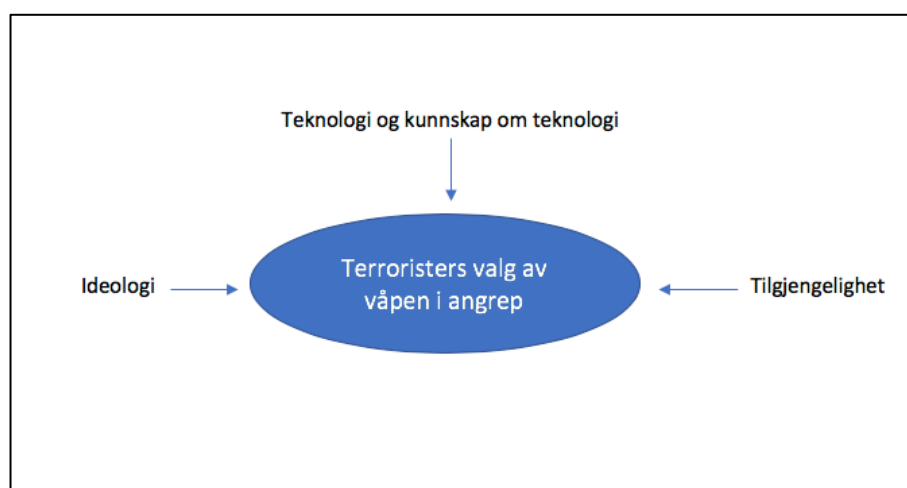 Teknologi og kunnskap om teknologi
Ideologi
Terroristers valg av
våpen i angrep
Tilgjengelighet